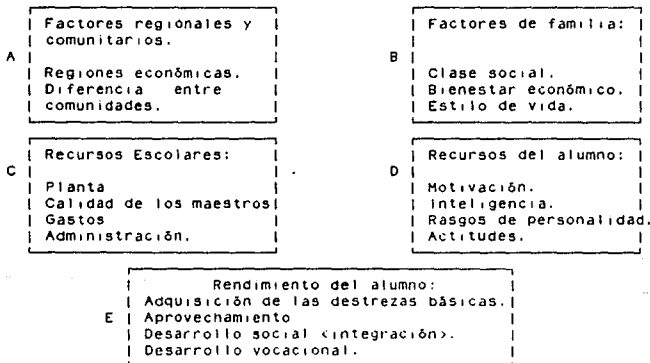 A
Factores regionales y
comunitarios.
Regiones económicas.
Diferencia entre
comunidades.
B
Factores de familia:
Clase social.
Bienestar económico.
Estilo de vida.
C
Recursos Escolares:
Planta
Calidad de los maestros
Gastos
Administración.
D
Recursos del alumno:
Motivación.
Inteligencia.
Rasgos de personalidad.
Actitudes.
E
Rendimiento del alumno:
Adquisición de las destrezas básicas.
Aprovechamiento
Desarrollo social <integración>.
Desarrollo vocacional.